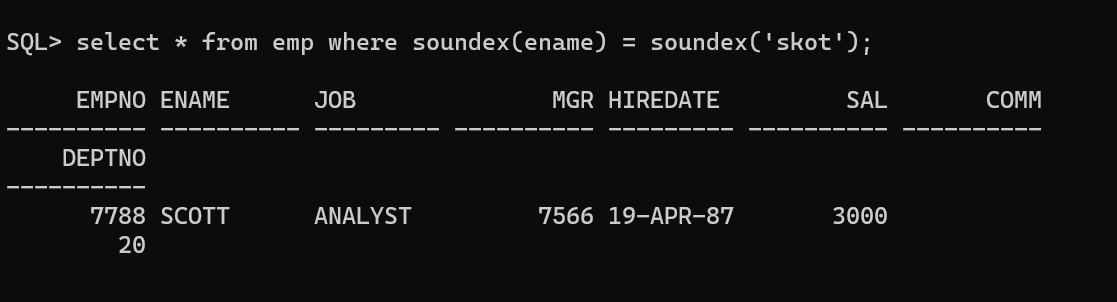 SQL> select * from emp where soundex(ename) = soundex('skot');
     EMPNO ENAME      JOB              MGR HIREDATE         SAL       COMM
---------- ---------- --------- ---------- --------- ---------- ----------
    DEPTNO
----------
      7788 SCOTT      ANALYST         7566 19-APR-87       3000
        20